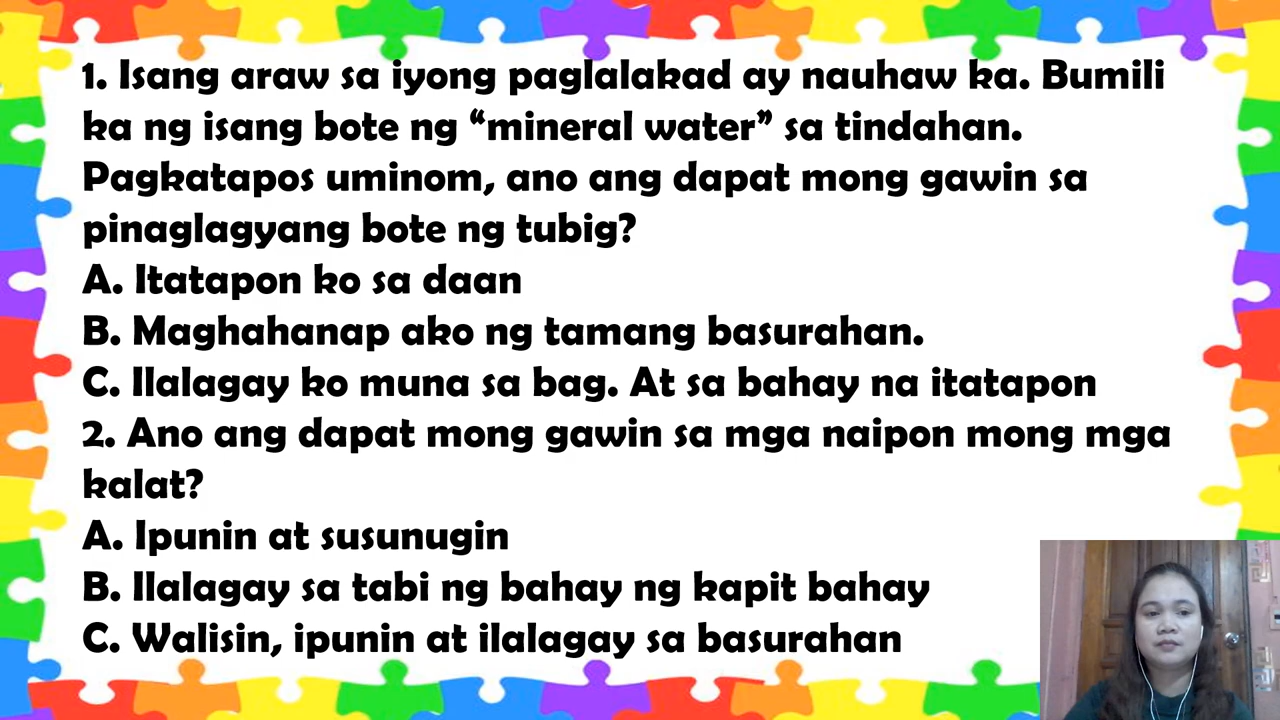 1. Isang araw sa iyong paglalakad ay nauhaw ka. Bumili
ka ng isang bote ng “mineral water” sa tindahan.
Pagkatapos uminom, ano ang dapat mong gawin sa
pinaglagyang bote ng tubig?
A. Itatapon ko sa daan
B. Maghahanap ako ng tamang basurahan.
C. Ilalagay ko muna sa bag. At sa bahay na itatapon
2. Ano ang dapat mong gawin sa mga naipon mong mga
kalat?
A. Ipunin at susunugin
B. Ilalagay sa tabi ng bahay ng kapit bahay
C. Walisin, ipunin at ilalagay sa basurahan